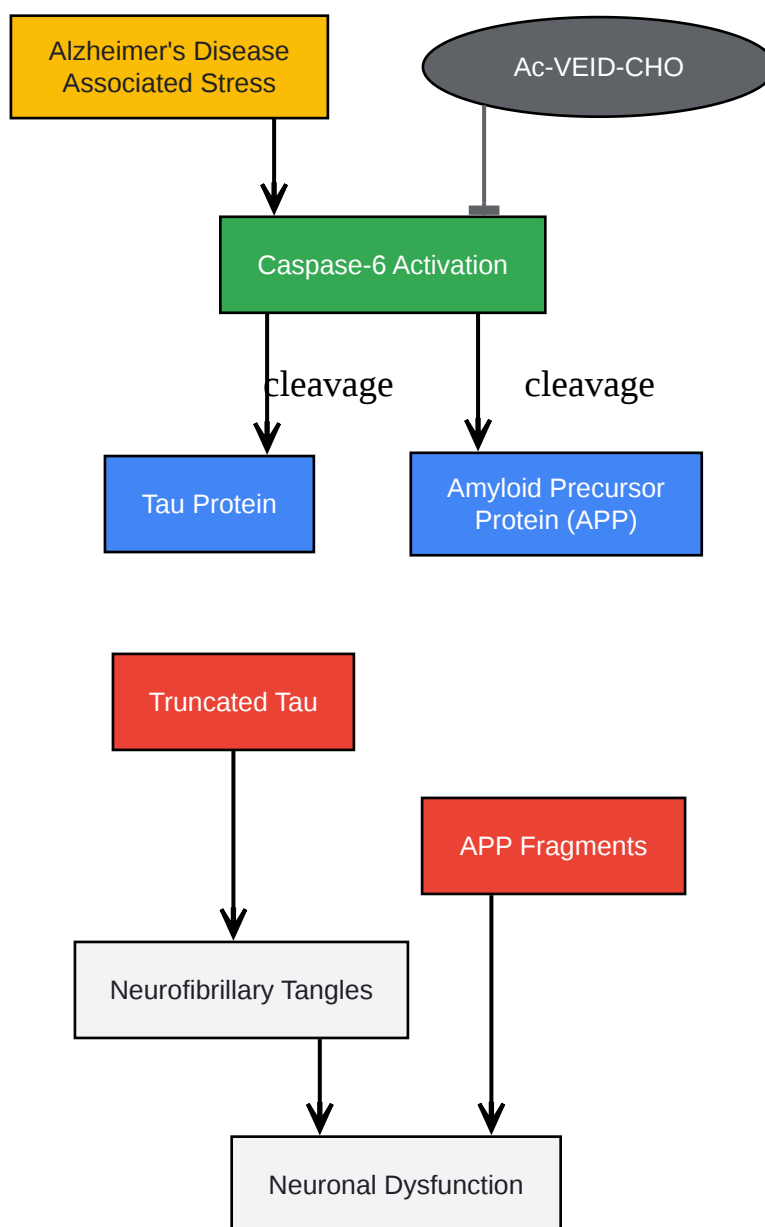 Alzheimer's Disease
Associated Stress
Ac-VEID-CHO
Caspase-6 Activation
cleavage
cleavage
Tau Protein
Amyloid Precursor
Protein (APP)
Truncated Tau
APP Fragments
Neurofibrillary Tangles
Neuronal Dysfunction